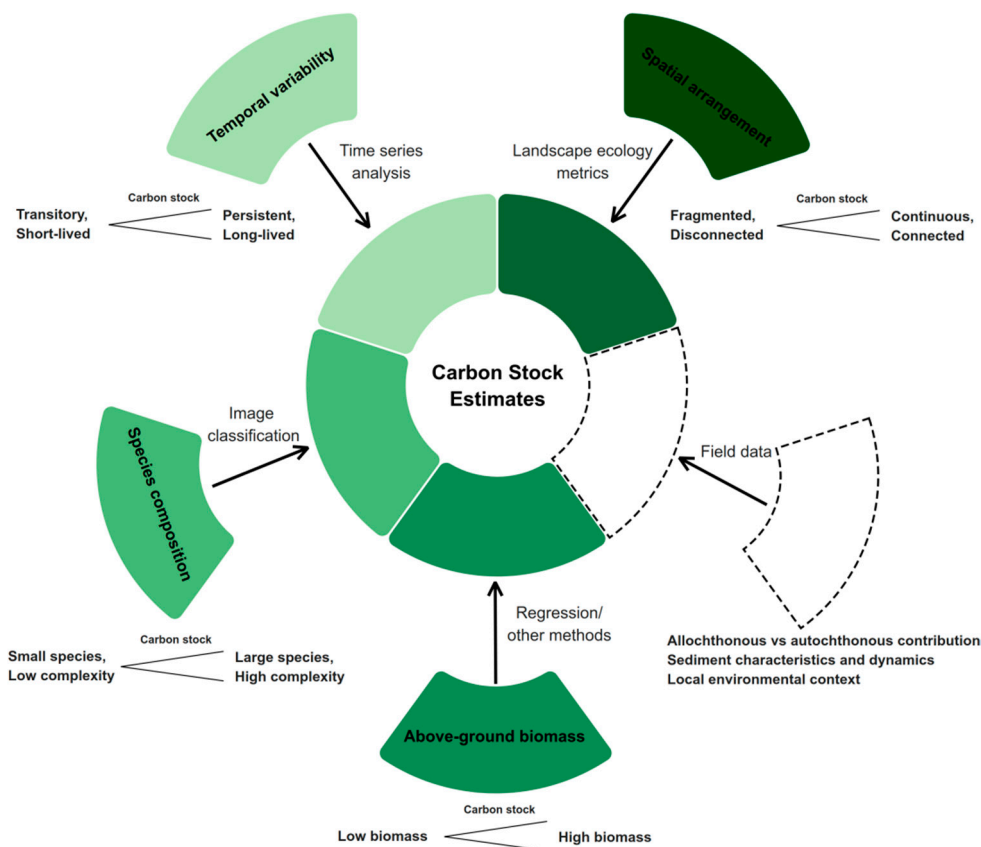 Temporal variability
Spatial arrangement
Time series
analysis
Landscape ecology
metrics
Carbon stock
Transitory,
Short-lived
Persistent,
Long-lived
Carbon stock
Fragmented,
Disconnected
Continuous,
Connected
Carbon Stock
Estimates
Image
classification
Species composition
Field data
Regression/
other methods
Carbon stock
Small species,
Low complexity
Large species,
High complexity
Allochthonous vs autochthonous contribution
Sediment characteristics and dynamics
Local environmental context
Above-ground biomass
Carbon stock
Low biomass
High biomass